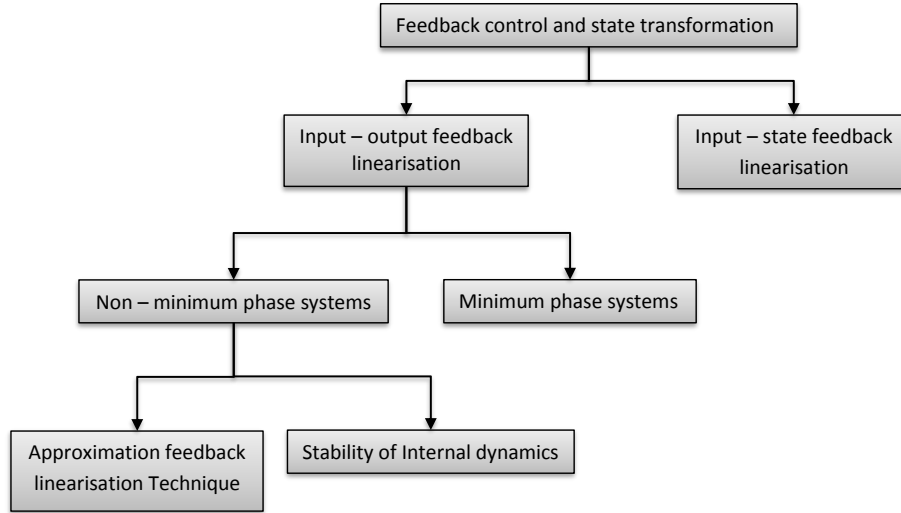 Feedback control and state transformation
Input – output feedback
linearisation
Input – state feedback
linearisation
Non – minimum phase systems
Minimum phase systems
Approximation feedback
linearisation Technique
Stability of Internal dynamics